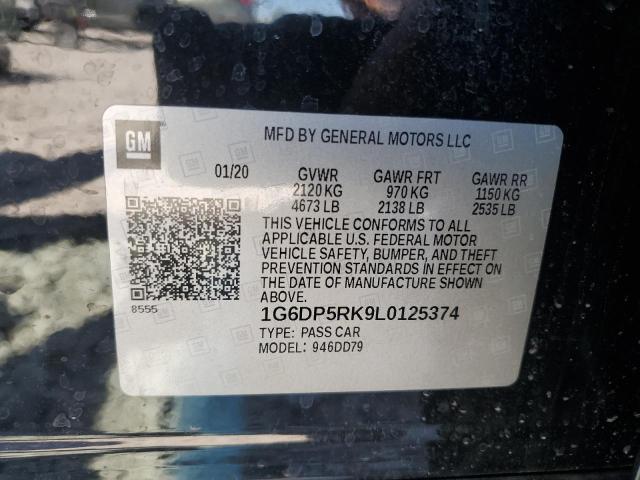 GM
MFD BY GENERAL MOTORS LLC
01/20 GVWR GAWR FRT GAWR RR
2120 KG 970 KG 1150 KG
4673 LB 2138 LB 2535 LB
THIS VEHICLE CONFORMS TO ALL
APPLICABLE U.S. FEDERAL MOTOR
VEHICLE SAFETY, BUMPER, AND THEFT
PREVENTION STANDARDS IN EFFECT ON
THE DATE OF MANUFACTURE SHOWN
ABOVE.
8555
1G6DP5RK9L0125374
TYPE: PASS CAR
MODEL: 946DD79